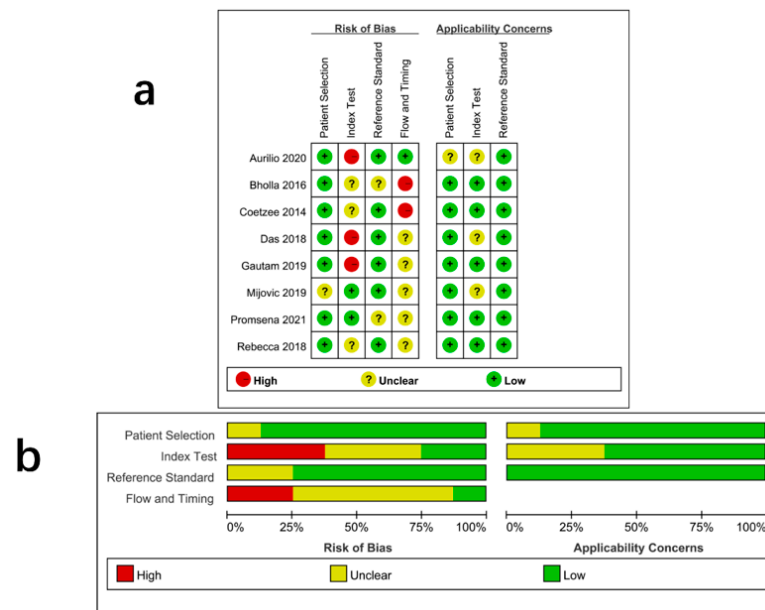 a
Risk of Bias
Applicability Concerns
Patient Selection
Index Test
Reference Standard
Flow and Timing
Patient Selection
Index Test
Reference Standard
Aurilio 2020 + - + + ? ? +
Bholla 2016 + ? ? - + + +
Coetzee 2014 + ? + - + + +
Das 2018 + - + ? + ? +
Gautam 2019 + - + ? + + +
Mijovic 2019 ? + + ? + ? +
Promsena 2021 + + ? ? + + +
Rebecca 2018 + ? + ? + + +
- High ? Unclear + Low
b
Patient Selection
Index Test
Reference Standard
Flow and Timing
0% 25% 50% 75% 100% 0% 25% 50% 75% 100%
Risk of Bias Applicability Concerns
High Unclear Low